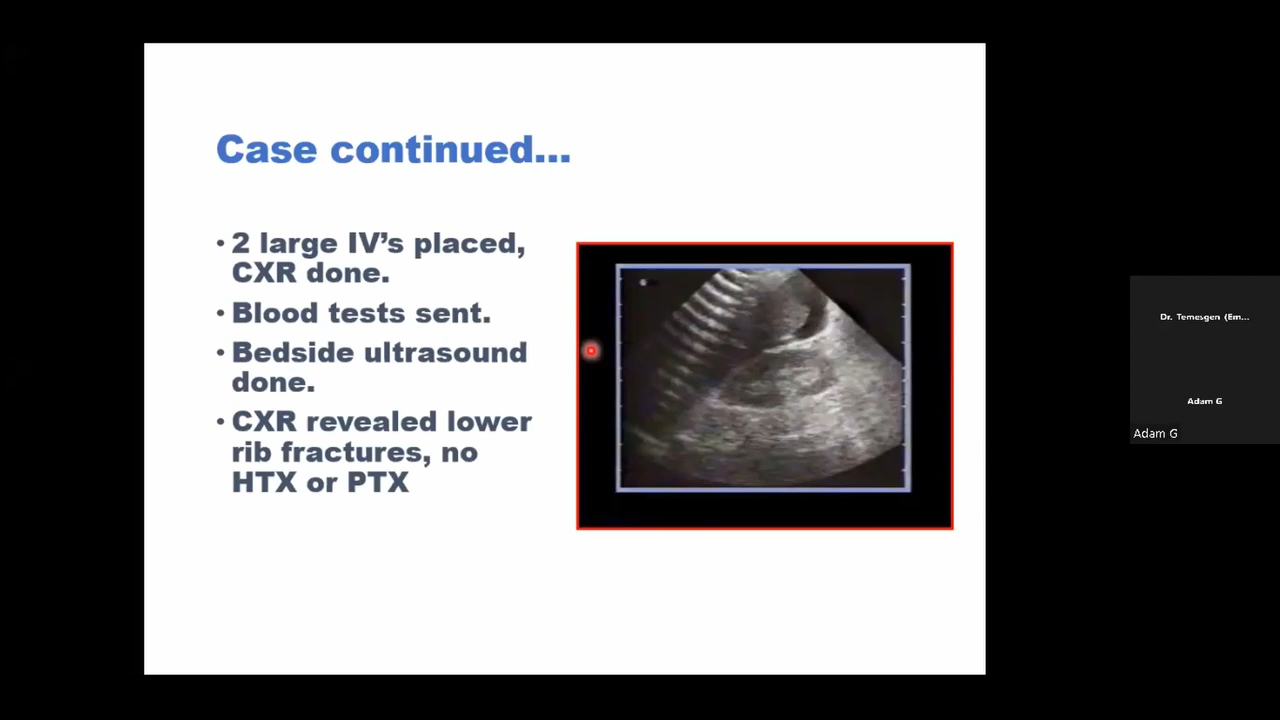 Case continued...
• 2 large IV’s placed,
CXR done.
• Blood tests sent.
• Bedside ultrasound
done.
• CXR revealed lower
rib fractures, no
HTX or PTX
Dr. Temesgen (Em...
Adam G
Adam G